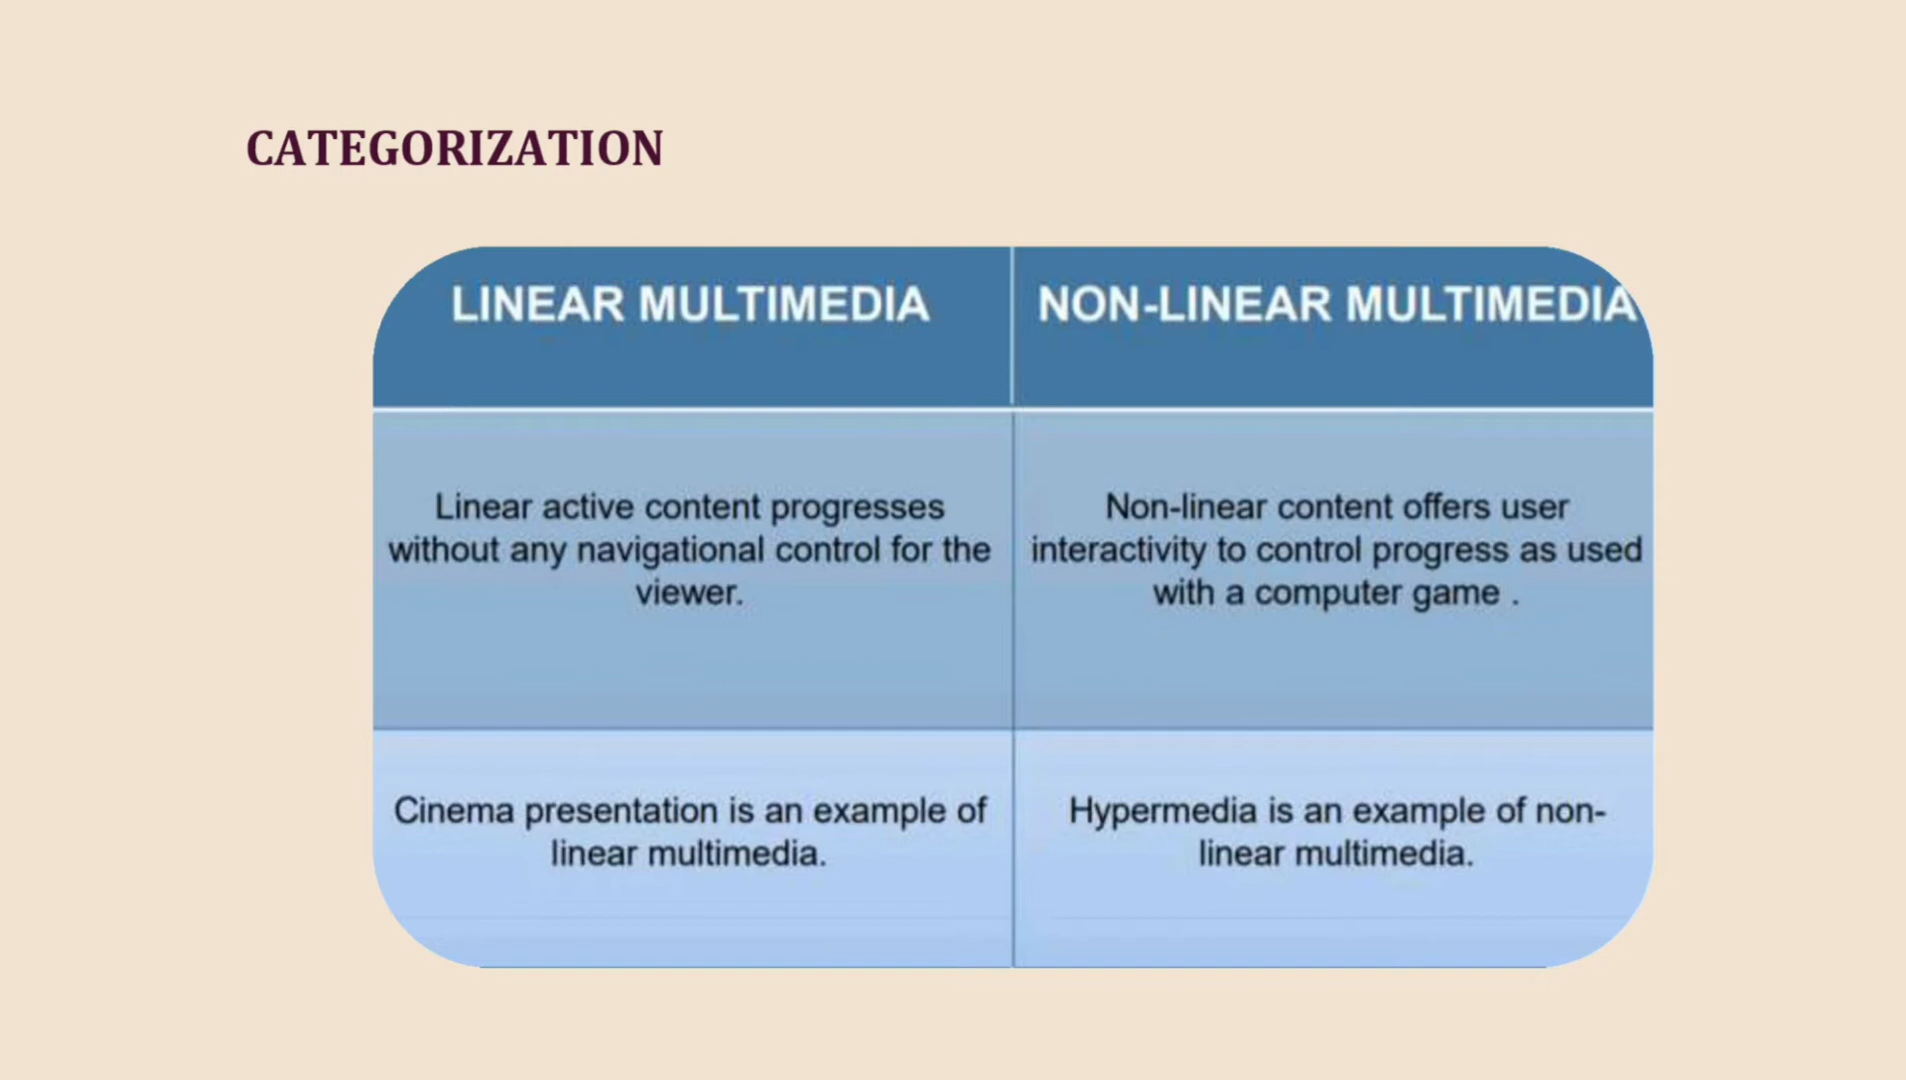 CATEGORIZATION
LINEAR MULTIMEDIA
NON-LINEAR MULTIMEDIA
Linear active content progresses
without any navigational control for the
viewer.
Non-linear content offers user
interactivity to control progress as used
with a computer game .
Cinema presentation is an example of
linear multimedia.
Hypermedia is an example of non-
linear multimedia.